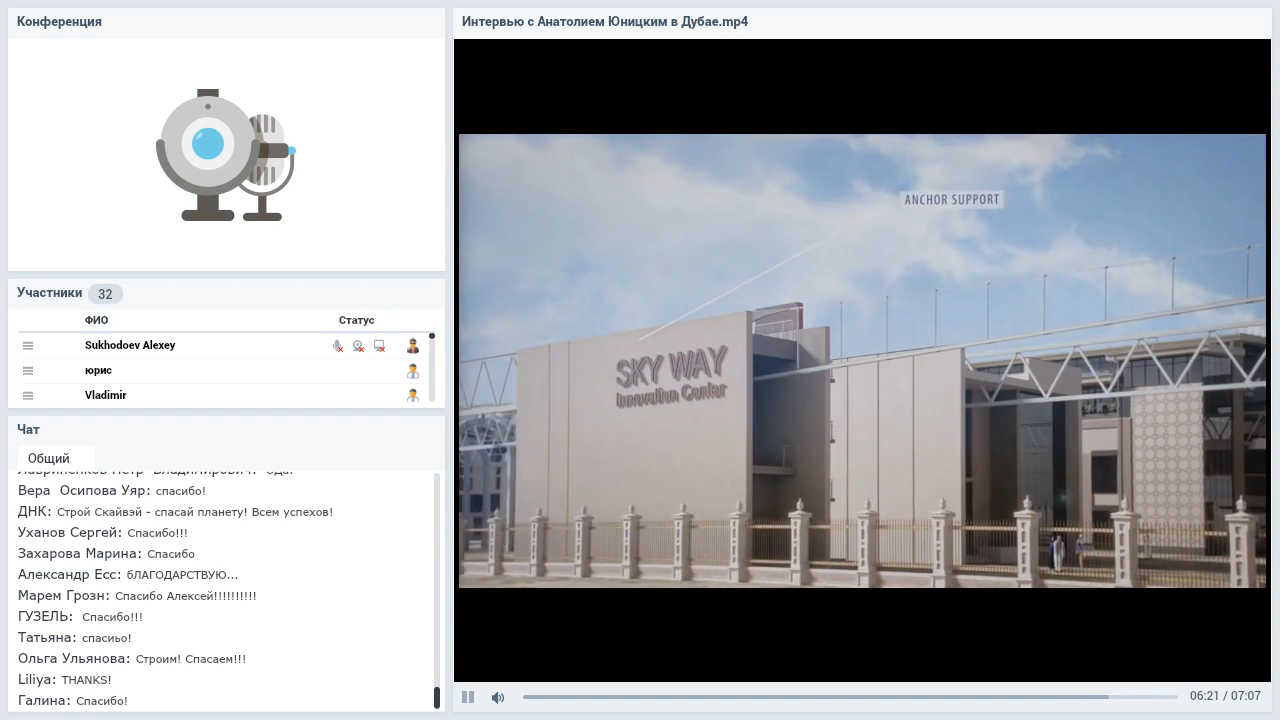 Конференция
Участники 32
ФИО Статус
Sukhodoev Alexey
юрис
Vladimir
Чат
Общий
Вера Осипова Уяр: спасибо!
ДНК: Строй Скайвэй - спасай планету! Всем успехов!
Уханов Сергей: Спасибо!!!
Захарова Марина: Спасибо
Александр Есс: бЛАГОДАРСТВУЮ...
Марем Грозн: Спасибо Алексей!!!!!!!!!!
ГУЗЕЛЬ: Спасибо!!!
Татьяна: спасиьо!
Ольга Ульянова: Строим! Спасаем!!!
Liliya: THANKS!
Галина: Спасибо!
Интервью с Анатолием Юницким в Дубае.mp4
ANCHOR SUPPORT
SKY WAY
Innovation Center
06:21 / 07:07